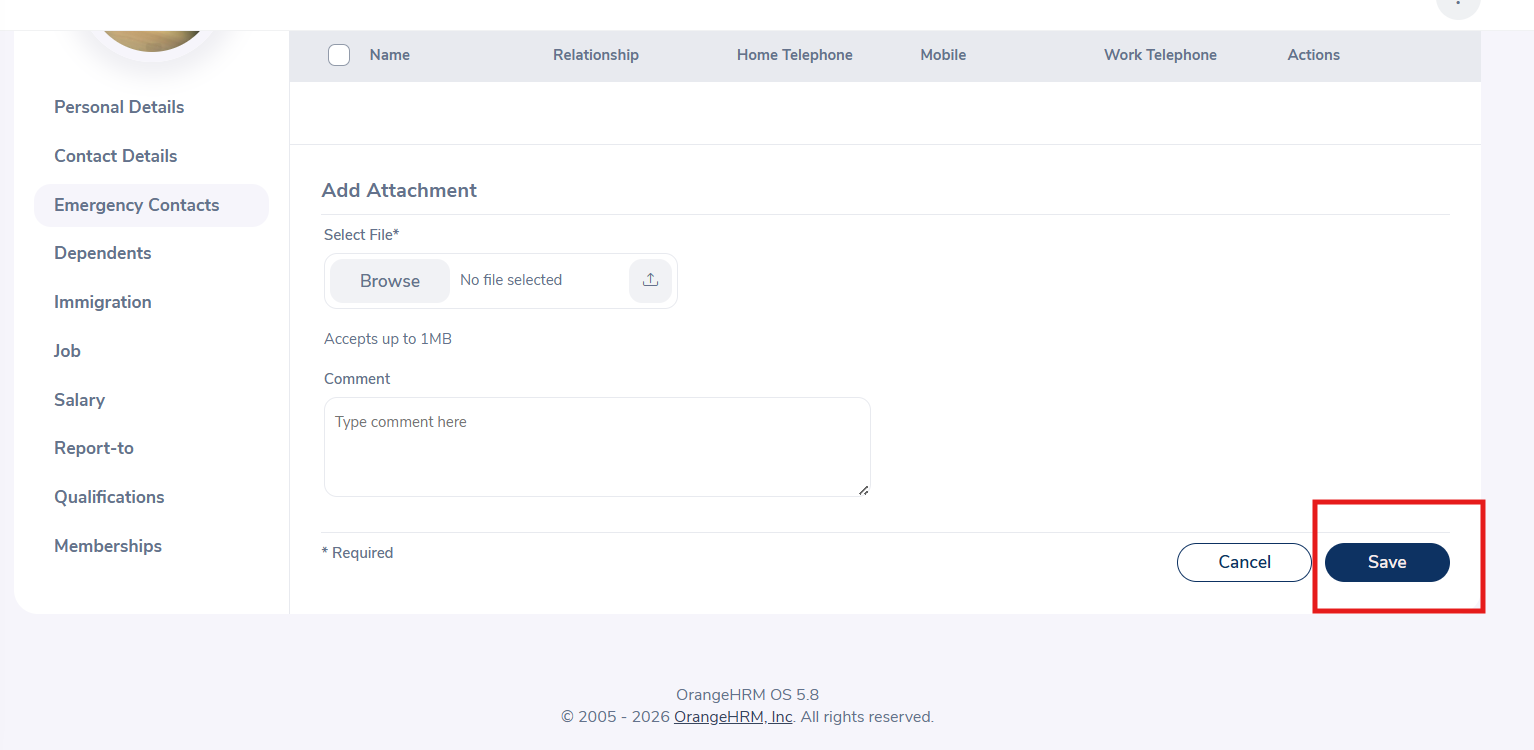 Name Relationship Home Telephone Mobile Work Telephone Actions
Personal Details
Contact Details
Emergency Contacts
Dependents
Immigration
Job
Salary
Report-to
Qualifications
Memberships
Add Attachment
Select File*
Browse No file selected
Accepts up to 1MB
Comment
Type comment here
* Required
Cancel
Save
OrangeHRM OS 5.8
© 2005 - 2026 OrangeHRM, Inc. All rights reserved.